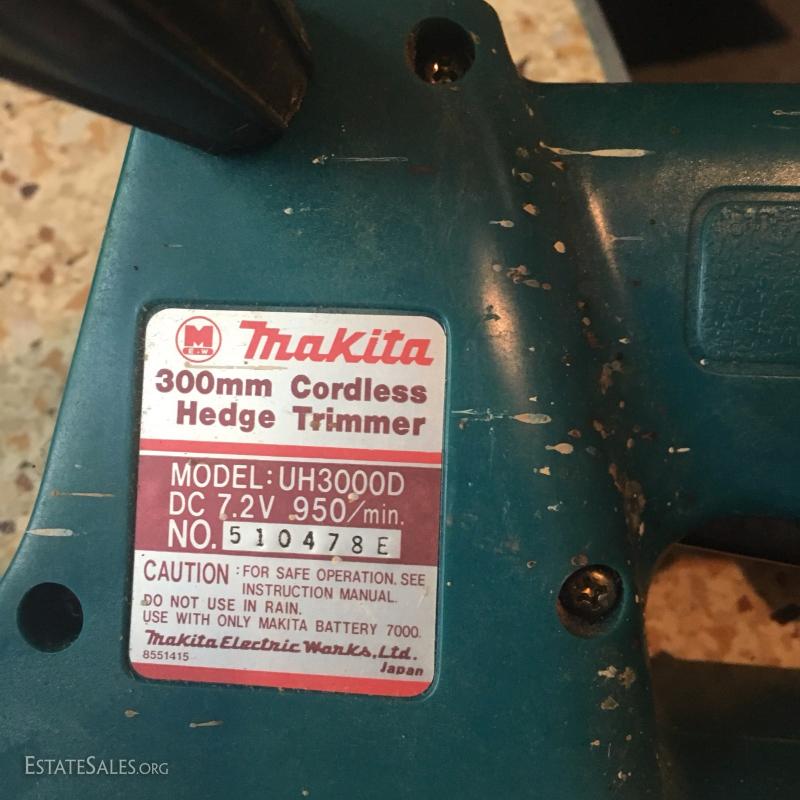 M
E.W
Makita
300mm Cordless
Hedge Trimmer
MODEL: UH3000D
DC 7.2V 950/min.
NO. 510478E
CAUTION : FOR SAFE OPERATION, SEE
INSTRUCTION MANUAL.
DO NOT USE IN RAIN.
USE WITH ONLY MAKITA BATTERY 7000.
Makita Electric Works, Ltd.
8551415 Japan
ESTATESALES.ORG